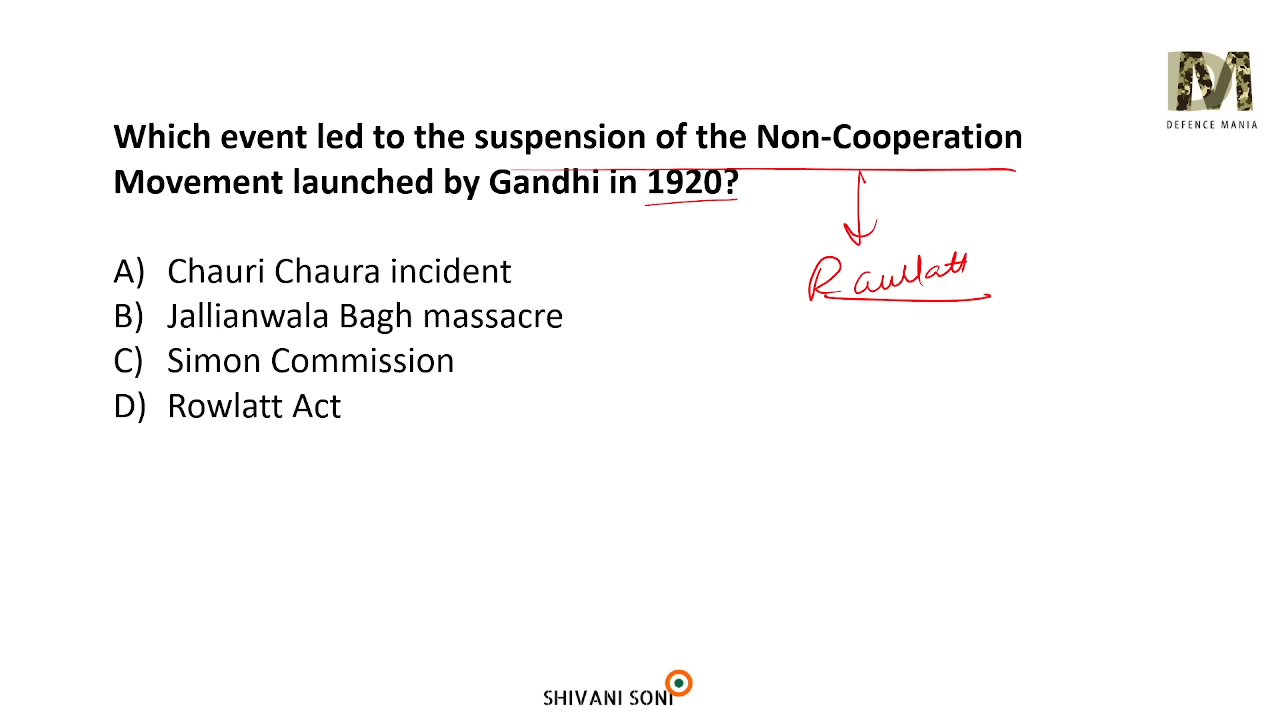 DEFENCE MANIA
Which event led to the suspension of the Non-Cooperation
Movement launched by Gandhi in 1920?
Rawlatt
A) Chauri Chaura incident
B) Jallianwala Bagh massacre
C) Simon Commission
D) Rowlatt Act
SHIVANI SONI